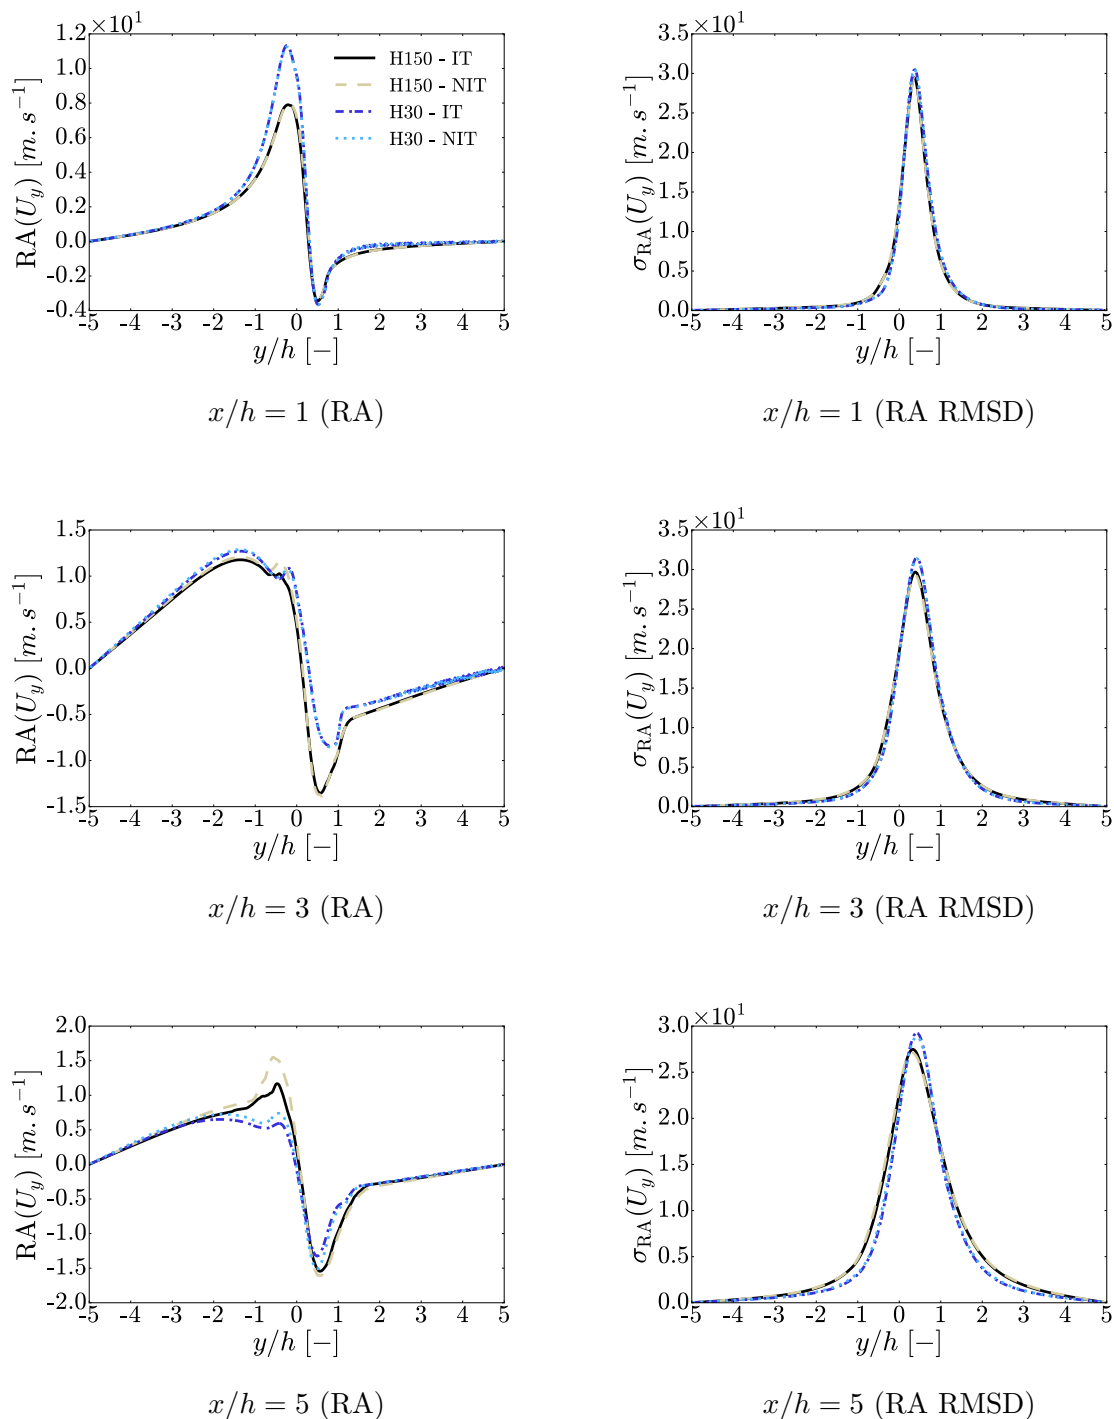 ×10¹
1.2
1.0
0.8
0.6
0.4
0.2
0.0
-0.2
-0.4
RA(U_y) [m.s⁻¹]
H150 - IT
H150 - NIT
H30 - IT
H30 - NIT
-5 -4 -3 -2 -1 0 1 2 3 4 5
y/h [−]
x/h = 1 (RA)
×10¹
3.5
3.0
2.5
2.0
1.5
1.0
0.5
0.0
σ_RA(U_y) [m.s⁻¹]
-5 -4 -3 -2 -1 0 1 2 3 4 5
y/h [−]
x/h = 1 (RA RMSD)
1.5
1.0
0.5
0.0
-0.5
-1.0
-1.5
RA(U_y) [m.s⁻¹]
-5 -4 -3 -2 -1 0 1 2 3 4 5
y/h [−]
x/h = 3 (RA)
×10¹
3.5
3.0
2.5
2.0
1.5
1.0
0.5
0.0
σ_RA(U_y) [m.s⁻¹]
-5 -4 -3 -2 -1 0 1 2 3 4 5
y/h [−]
x/h = 3 (RA RMSD)
2.0
1.5
1.0
0.5
0.0
-0.5
-1.0
-1.5
-2.0
RA(U_y) [m.s⁻¹]
-5 -4 -3 -2 -1 0 1 2 3 4 5
y/h [−]
x/h = 5 (RA)
×10¹
3.0
2.5
2.0
1.5
1.0
0.5
0.0
σ_RA(U_y) [m.s⁻¹]
-5 -4 -3 -2 -1 0 1 2 3 4 5
y/h [−]
x/h = 5 (RA RMSD)